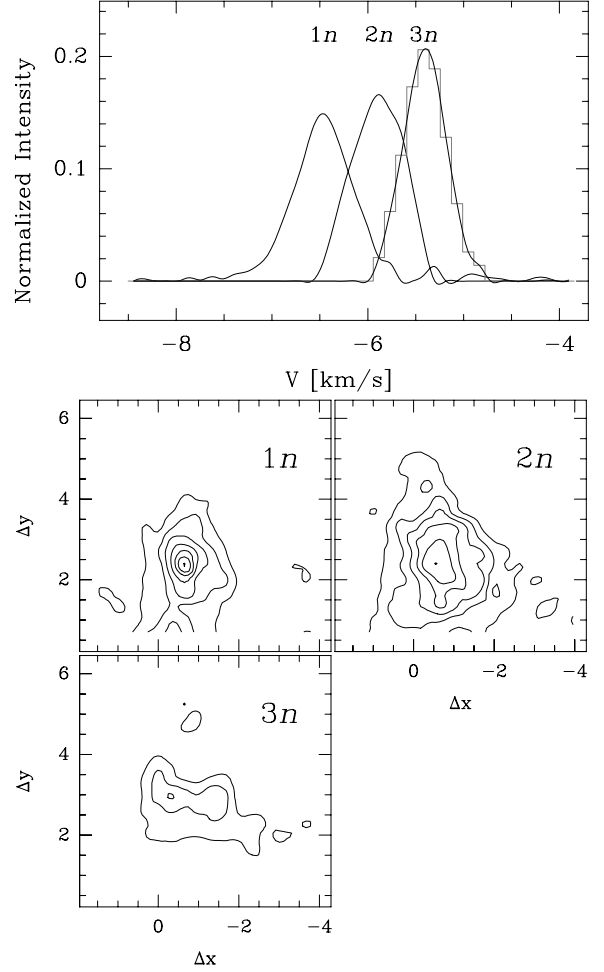 1n 2n 3n
Normalized Intensity
0.2
0.1
0
−8 −6 −4
V [km/s]
1n
Δy
6
4
2
2n
0 −2 −4
Δx
3n
Δy
6
4
2
0 −2 −4
Δx